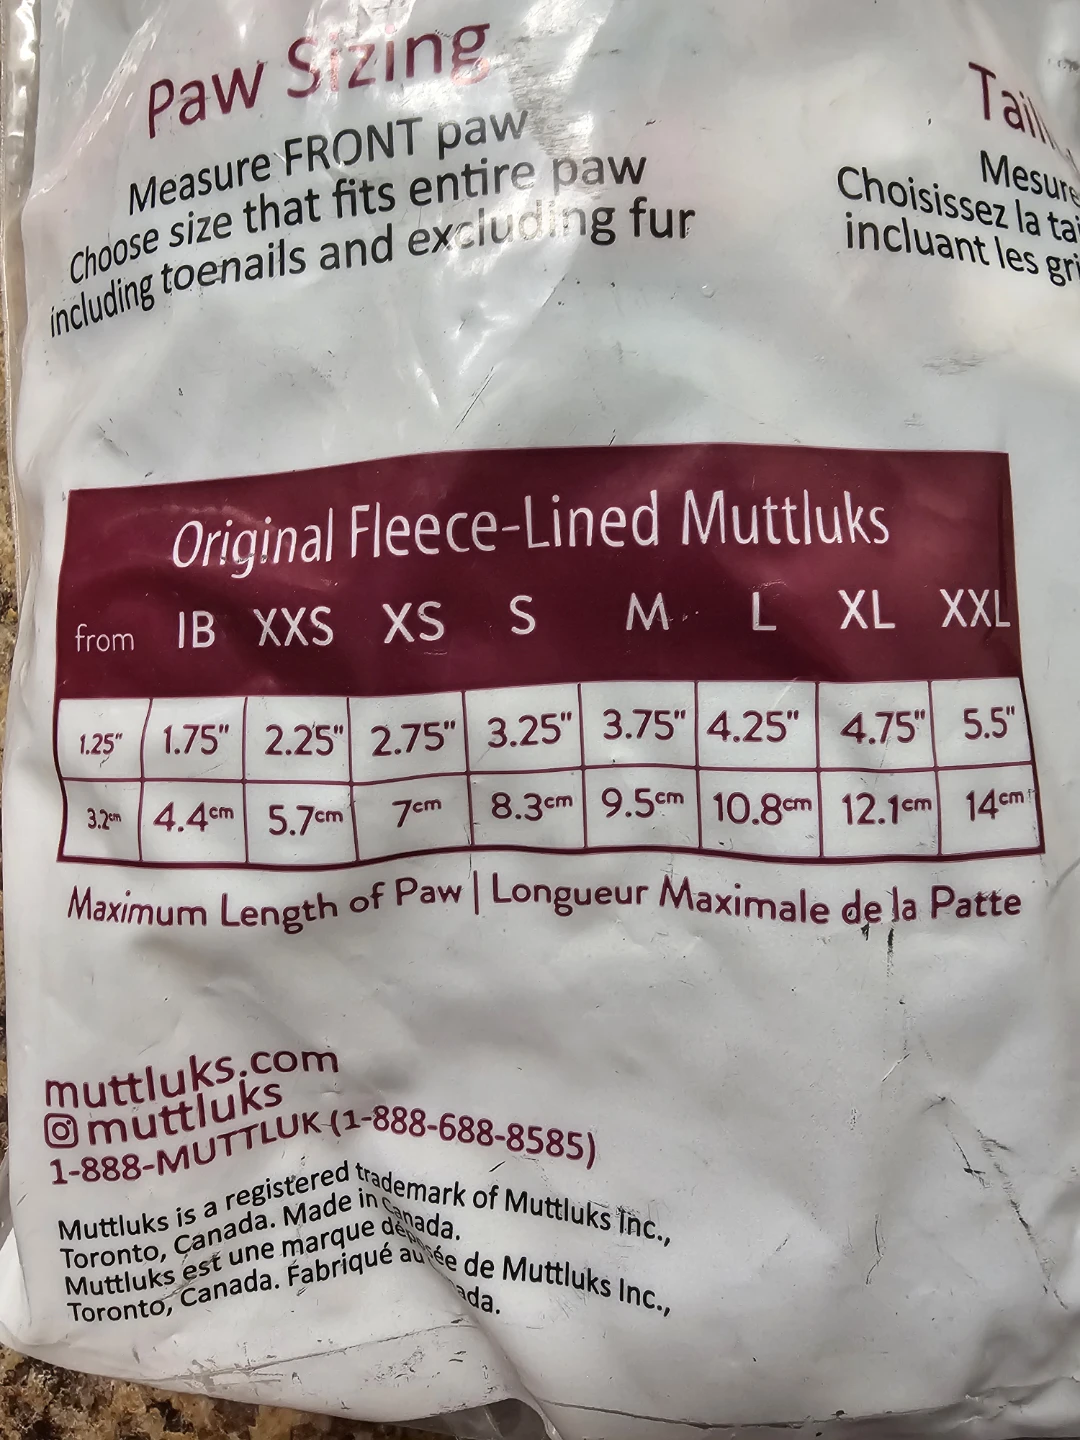 Paw Sizing
Measure FRONT paw
Choose size that fits entire paw
including toenails and excluding fur
Mesure
Choisissez la
incluant les
Original Fleece-Lined Muttluks
from IB XXS XS S M L XL XXL
1.25" 1.75" 2.25" 2.75" 3.25" 3.75" 4.25" 4.75" 5.5"
3.2cm 4.4cm 5.7cm 7cm 8.3cm 9.5cm 10.8cm 12.1cm 14cm
Maximum Length of Paw | Longueur Maximale de la Patte
muttluks.com
muttluks
1-888-MUTTLUK (1-888-688-8585)
Muttluks is a registered trademark of Muttluks Inc.,
Toronto, Canada. Made in Canada.
Muttluks est une marque déposée de Muttluks Inc.,
Toronto, Canada. Fabriqué au